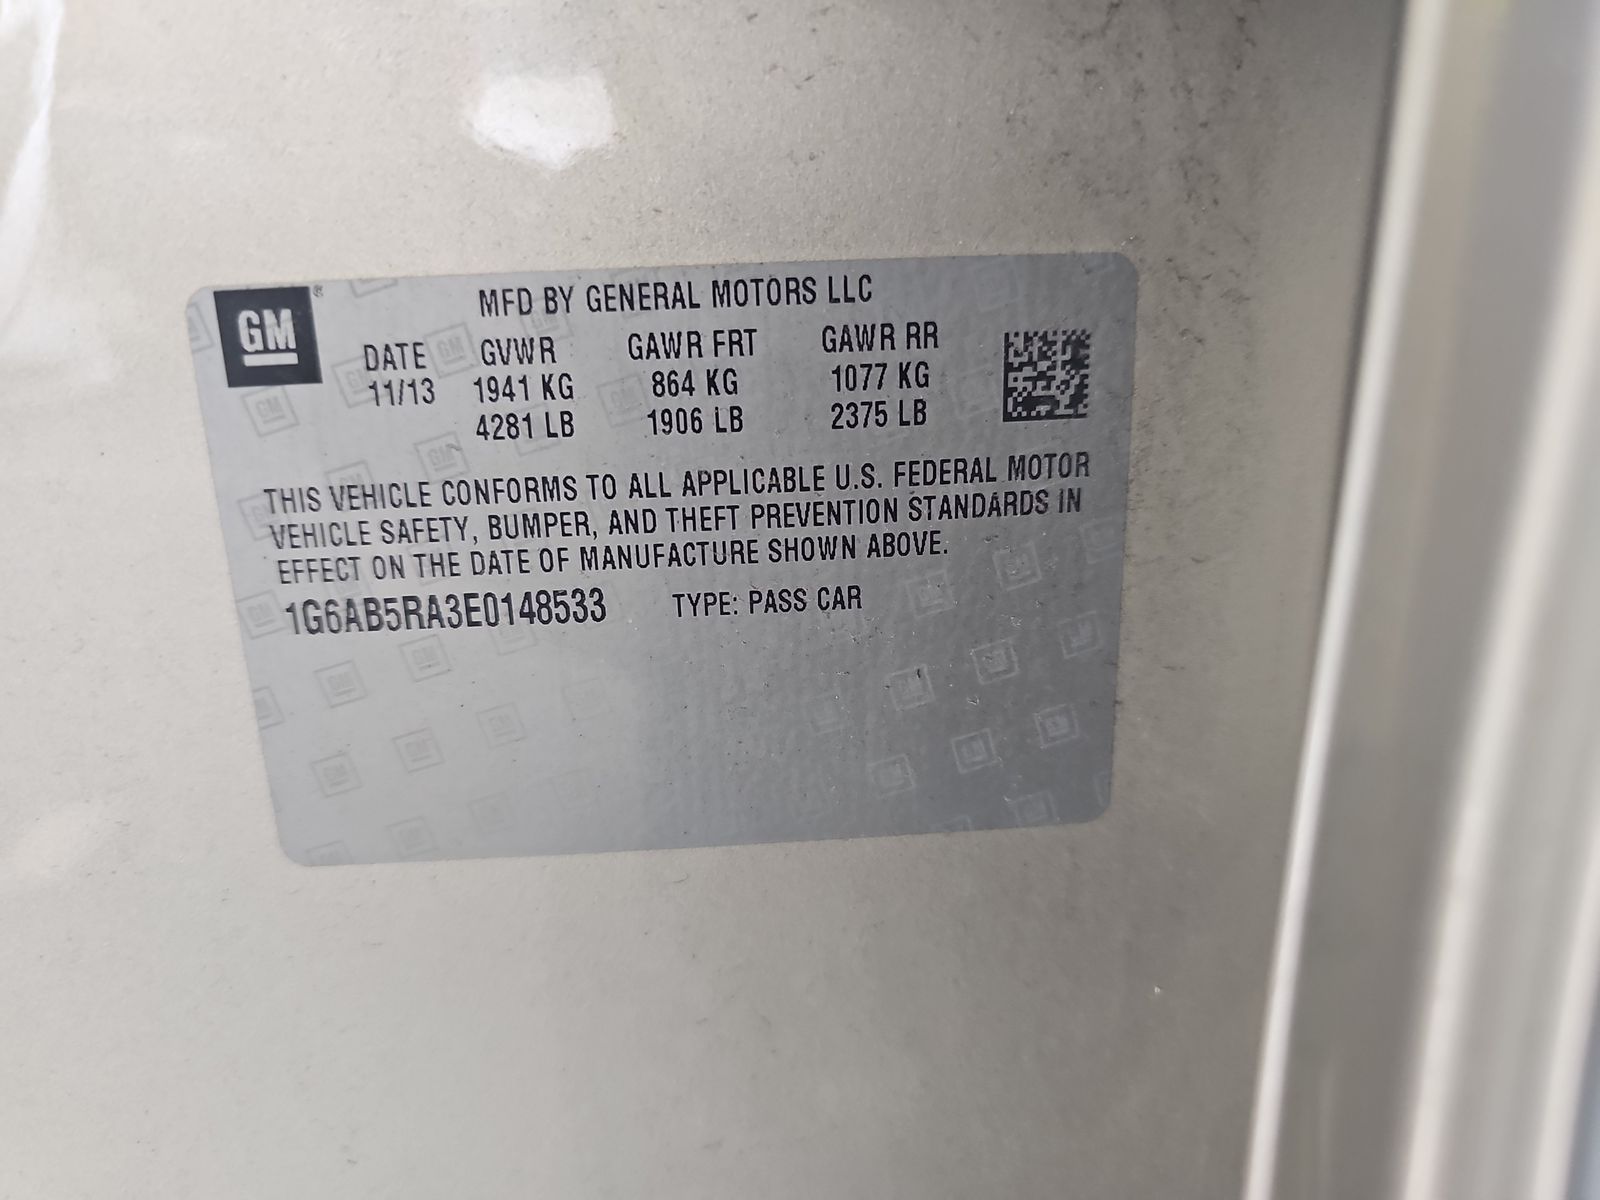 GM
MFD BY GENERAL MOTORS LLC
DATE GVWR GAWR FRT GAWR RR
11/13 1941 KG 864 KG 1077 KG
4281 LB 1906 LB 2375 LB
THIS VEHICLE CONFORMS TO ALL APPLICABLE U.S. FEDERAL MOTOR
VEHICLE SAFETY, BUMPER, AND THEFT PREVENTION STANDARDS IN
EFFECT ON THE DATE OF MANUFACTURE SHOWN ABOVE.
1G6AB5RA3E0148533 TYPE: PASS CAR